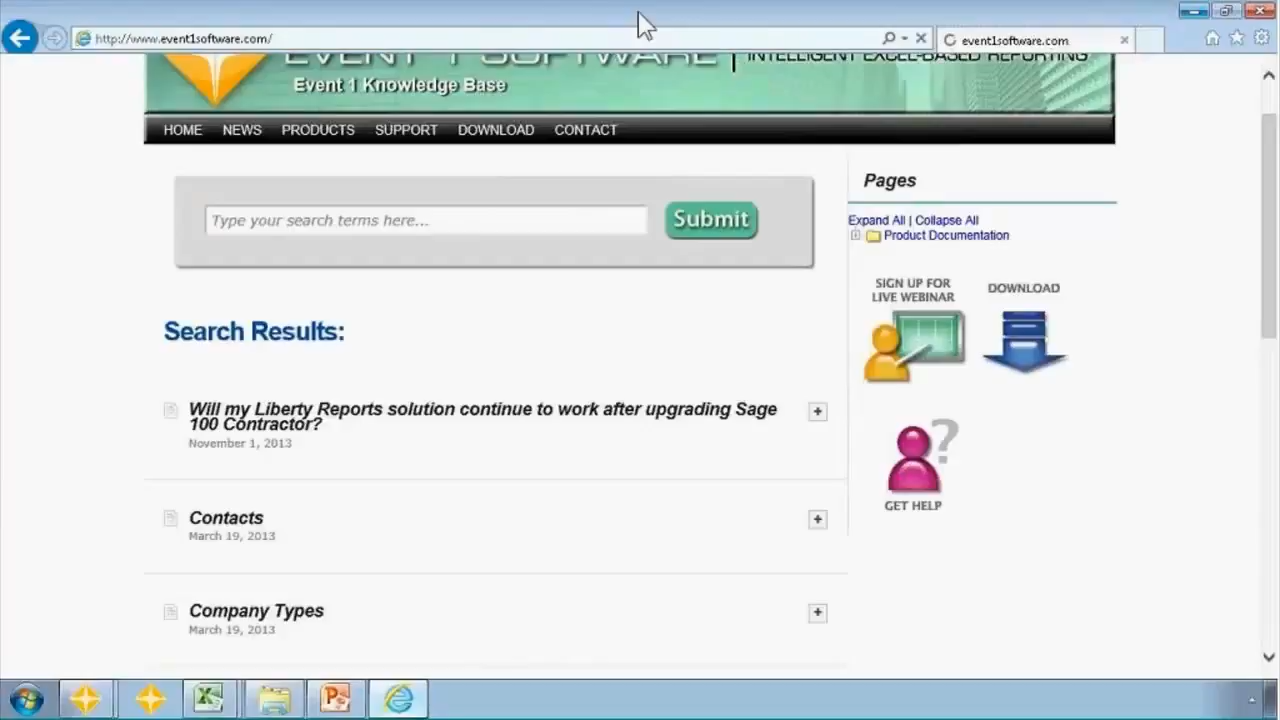 http://www.event1software.com/
event1software.com
EVENT 1 SOFTWARE
INTELLIGENT EXCEL-BASED REPORTING
Event 1 Knowledge Base
HOME NEWS PRODUCTS SUPPORT DOWNLOAD CONTACT
Type your search terms here...
Submit
Pages
Expand All | Collapse All
Product Documentation
SIGN UP FOR
LIVE WEBINAR
DOWNLOAD
GET HELP
Search Results:
Will my Liberty Reports solution continue to work after upgrading Sage
100 Contractor?
November 1, 2013
Contacts
March 19, 2013
Company Types
March 19, 2013